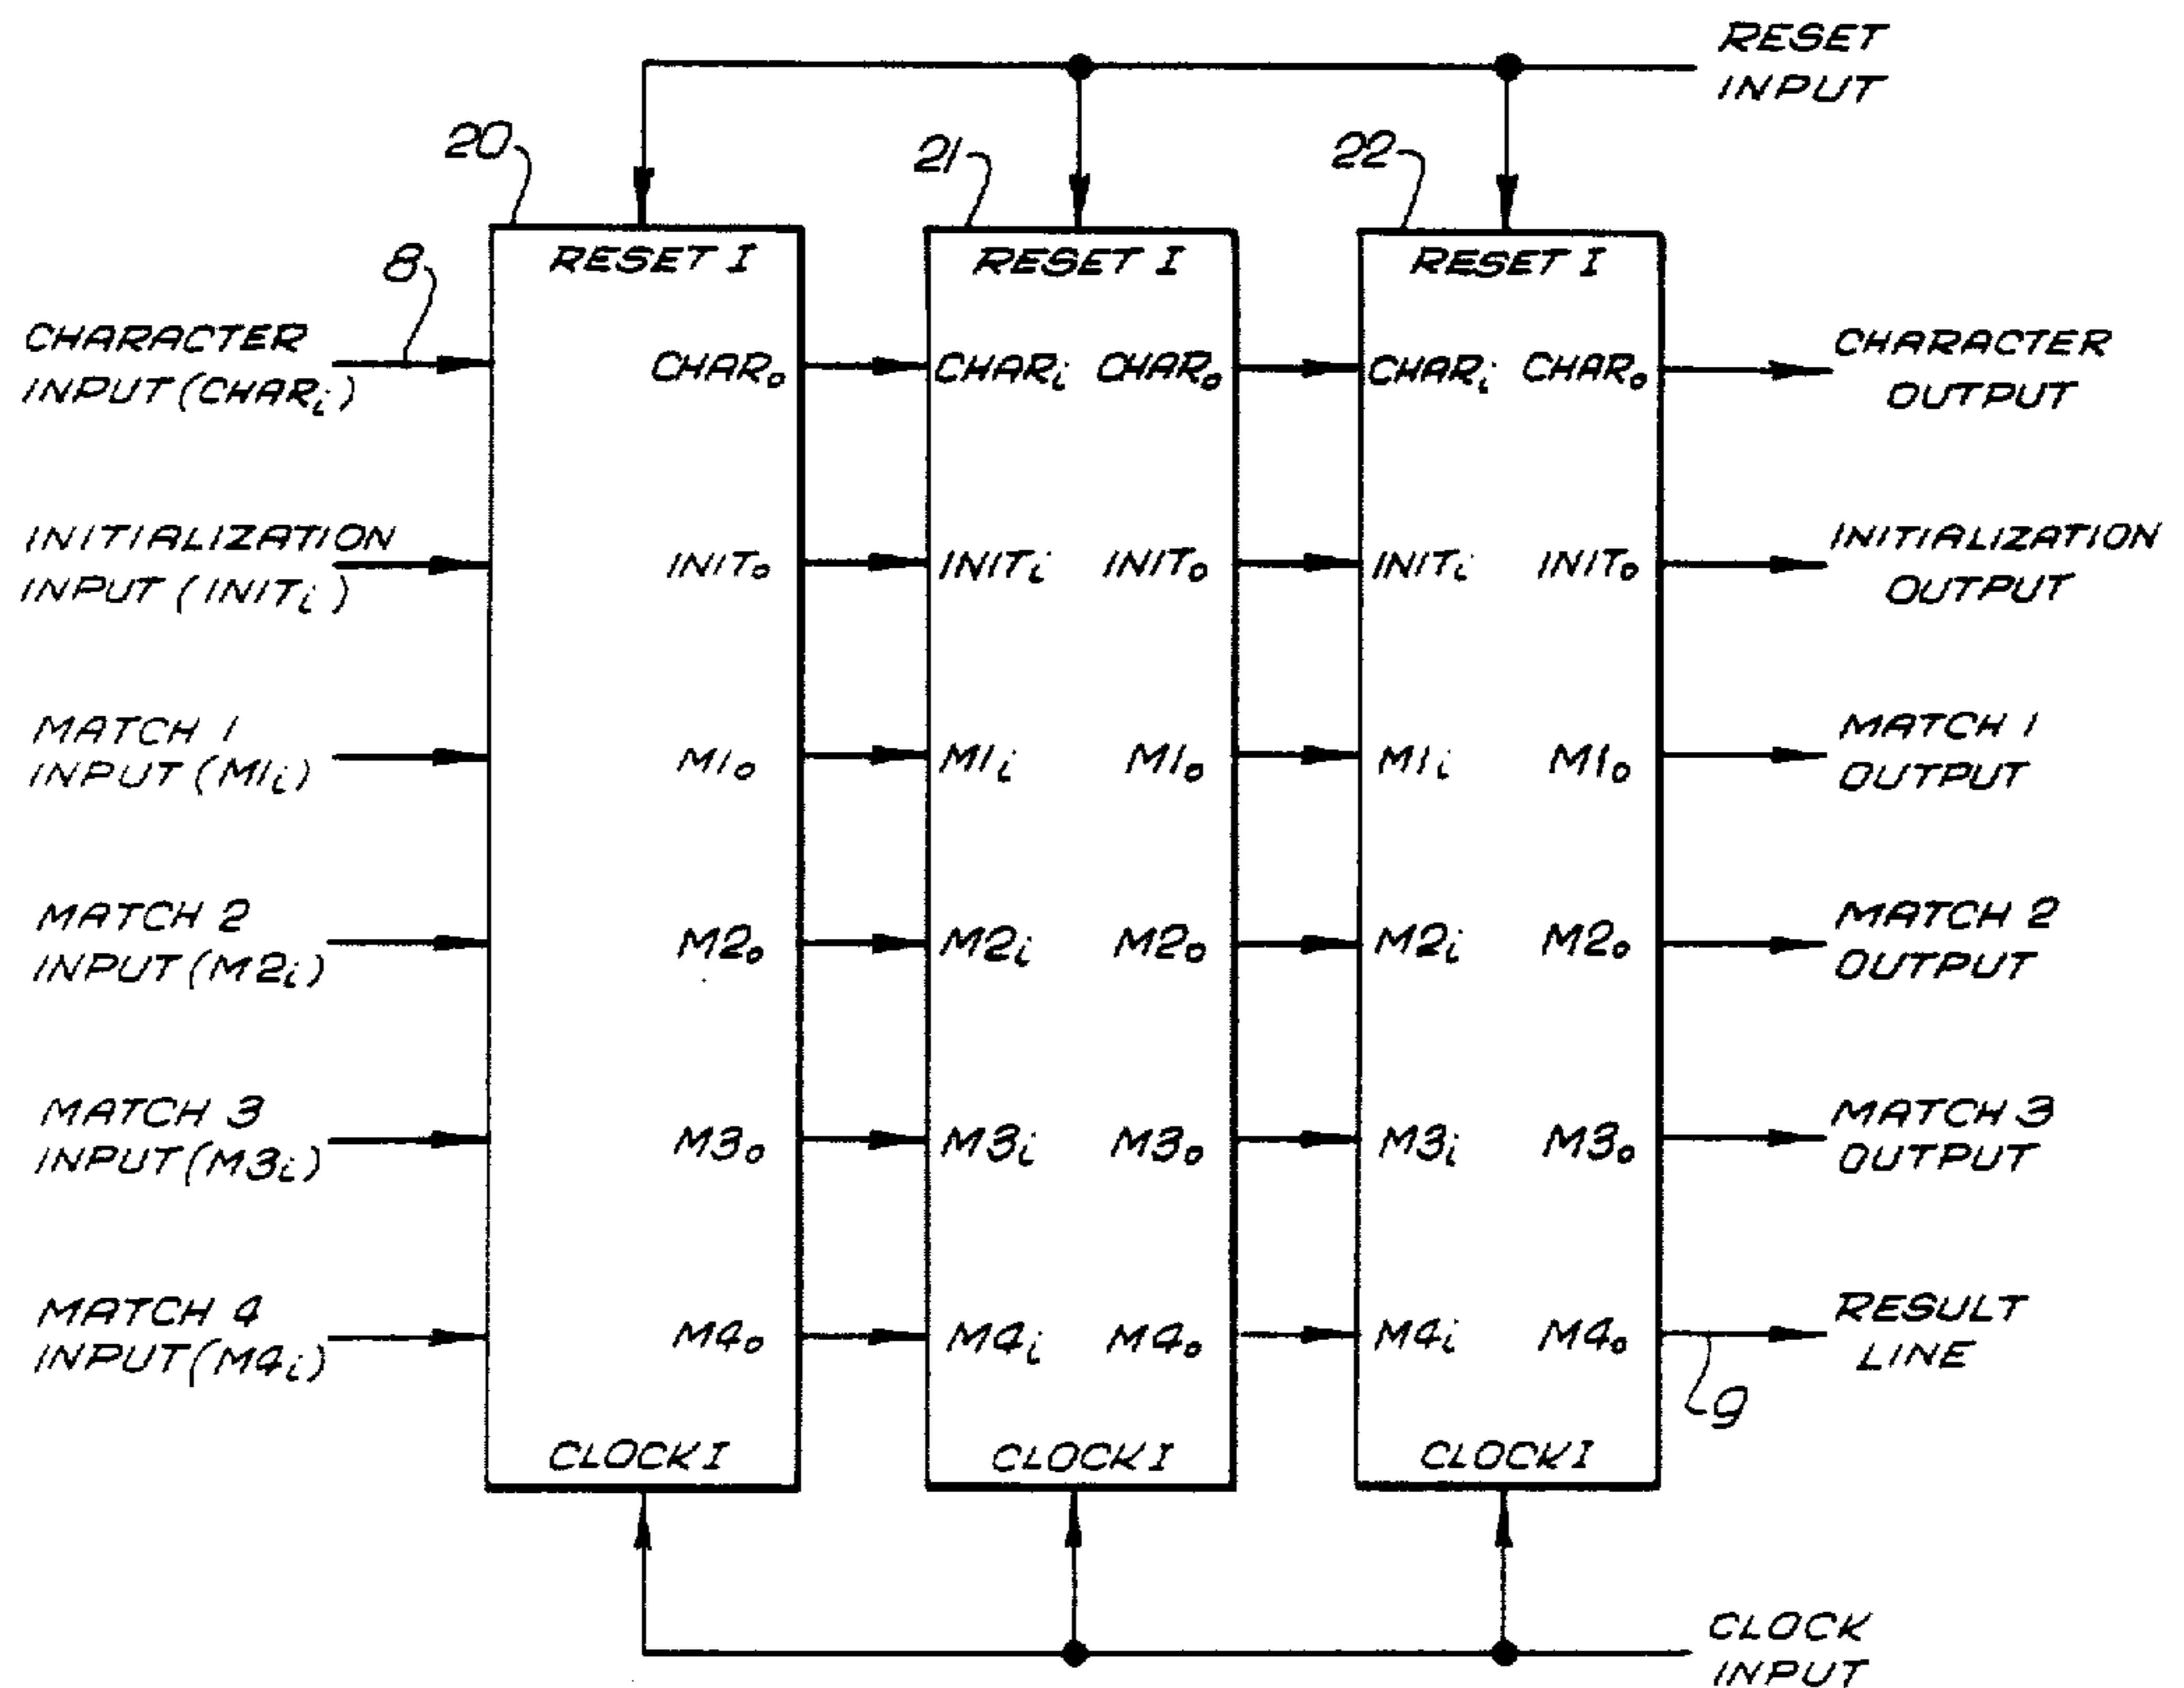 RESET
INPUT
20
21
22
8
RESET I
RESET I
RESET I
CHARACTER
INPUT (CHARi)
CHARo
CHARi
CHARo
CHARi
CHARo
CHARACTER
OUTPUT
INITIALIZATION
INPUT (INITi)
INITo
INITi
INITo
INITi
INITo
INITIALIZATION
OUTPUT
MATCH 1
INPUT (M1i)
M1o
M1i
M1o
M1i
M1o
MATCH 1
OUTPUT
MATCH 2
INPUT (M2i)
M2o
M2i
M2o
M2i
M2o
MATCH 2
OUTPUT
MATCH 3
INPUT (M3i)
M3o
M3i
M3o
M3i
M3o
MATCH 3
OUTPUT
MATCH 4
INPUT (M4i)
M4o
M4i
M4o
M4i
M4o
RESULT
LINE
9
CLOCK I
CLOCK I
CLOCK I
CLOCK
INPUT